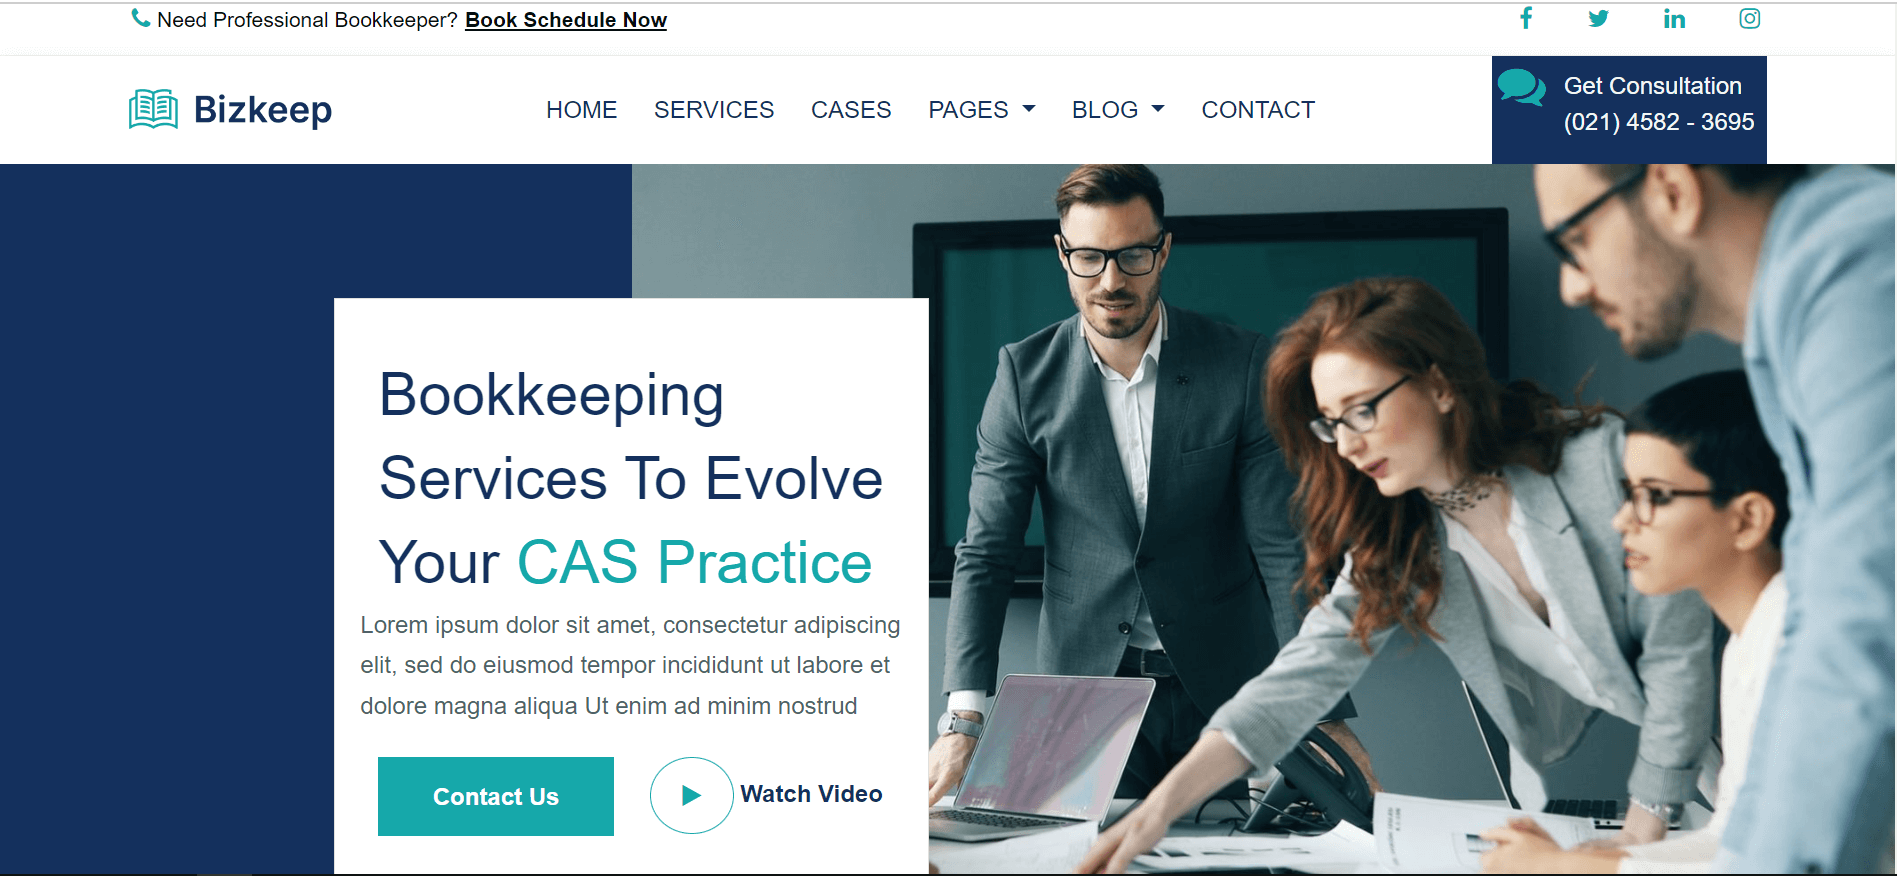 Need Professional Bookkeeper? Book Schedule Now
Bizkeep
HOME SERVICES CASES PAGES BLOG CONTACT
Get Consultation
(021) 4582 - 3695
Bookkeeping
Services To Evolve
Your CAS Practice
Lorem ipsum dolor sit amet, consectetur adipiscing
elit, sed do eiusmod tempor incididunt ut labore et
dolore magna aliqua Ut enim ad minim nostrud
Contact Us
Watch Video